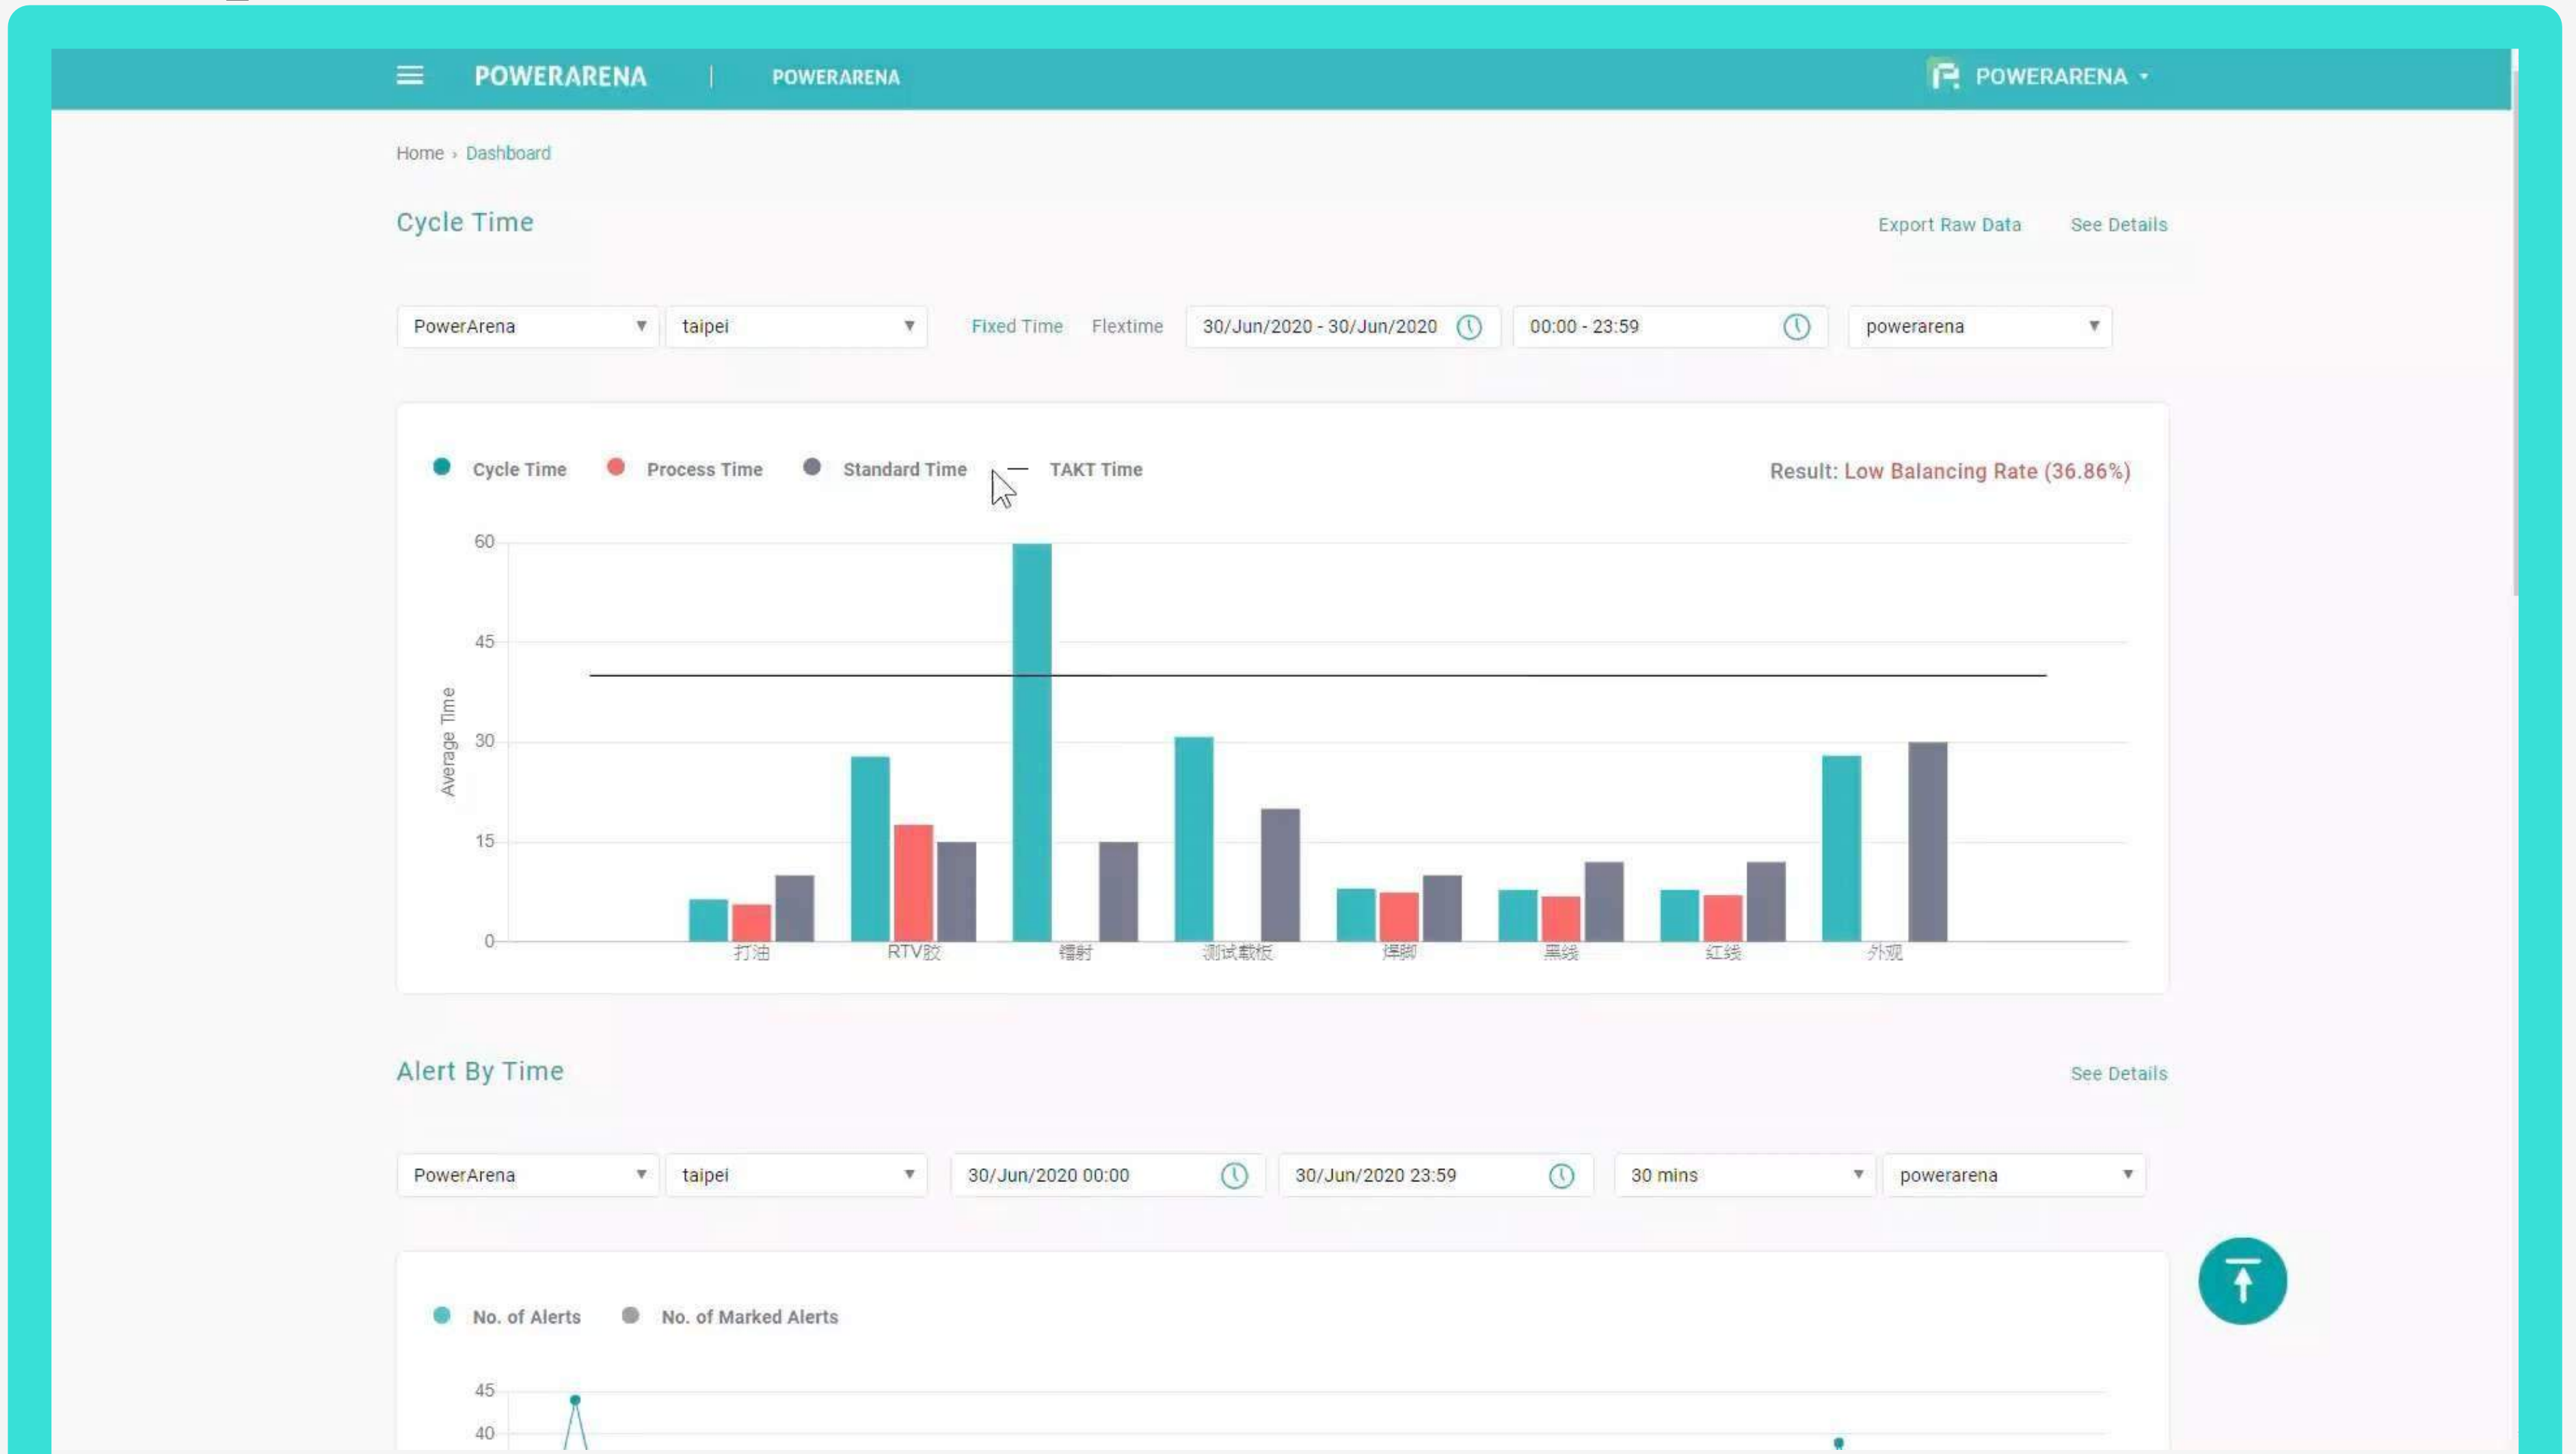 POWERARENA | POWERARENA POWERARENA
Home › Dashboard
Cycle Time Export Raw Data See Details
PowerArena taipei Fixed Time Flextime 30/Jun/2020 - 30/Jun/2020 00:00 - 23:59 powerarena
Cycle Time Process Time Standard Time TAKT Time Result: Low Balancing Rate (36.86%)
60
45
30
15
0
Average Time
打油 RTV胶 镭射 测试载板 焊脚 黑线 红线 外观
Alert By Time See Details
PowerArena taipei 30/Jun/2020 00:00 30/Jun/2020 23:59 30 mins powerarena
No. of Alerts No. of Marked Alerts
45
40